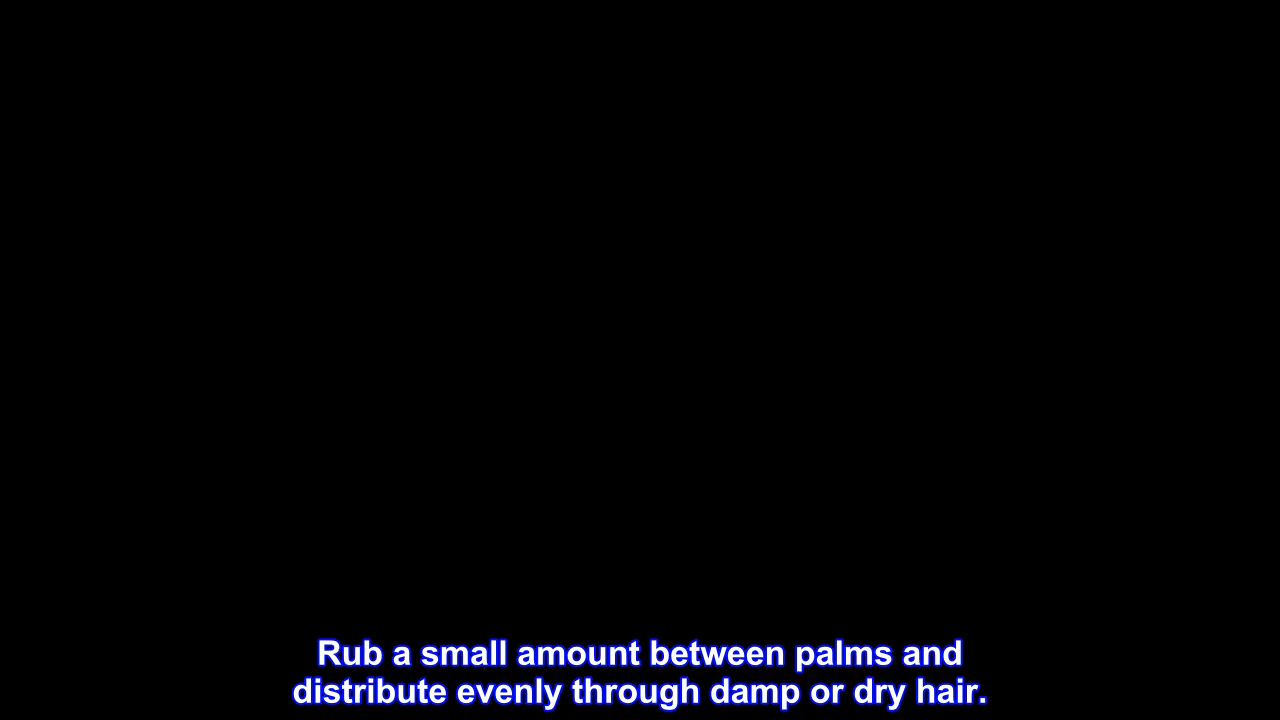 Rub a small amount between palms and
distribute evenly through damp or dry hair.